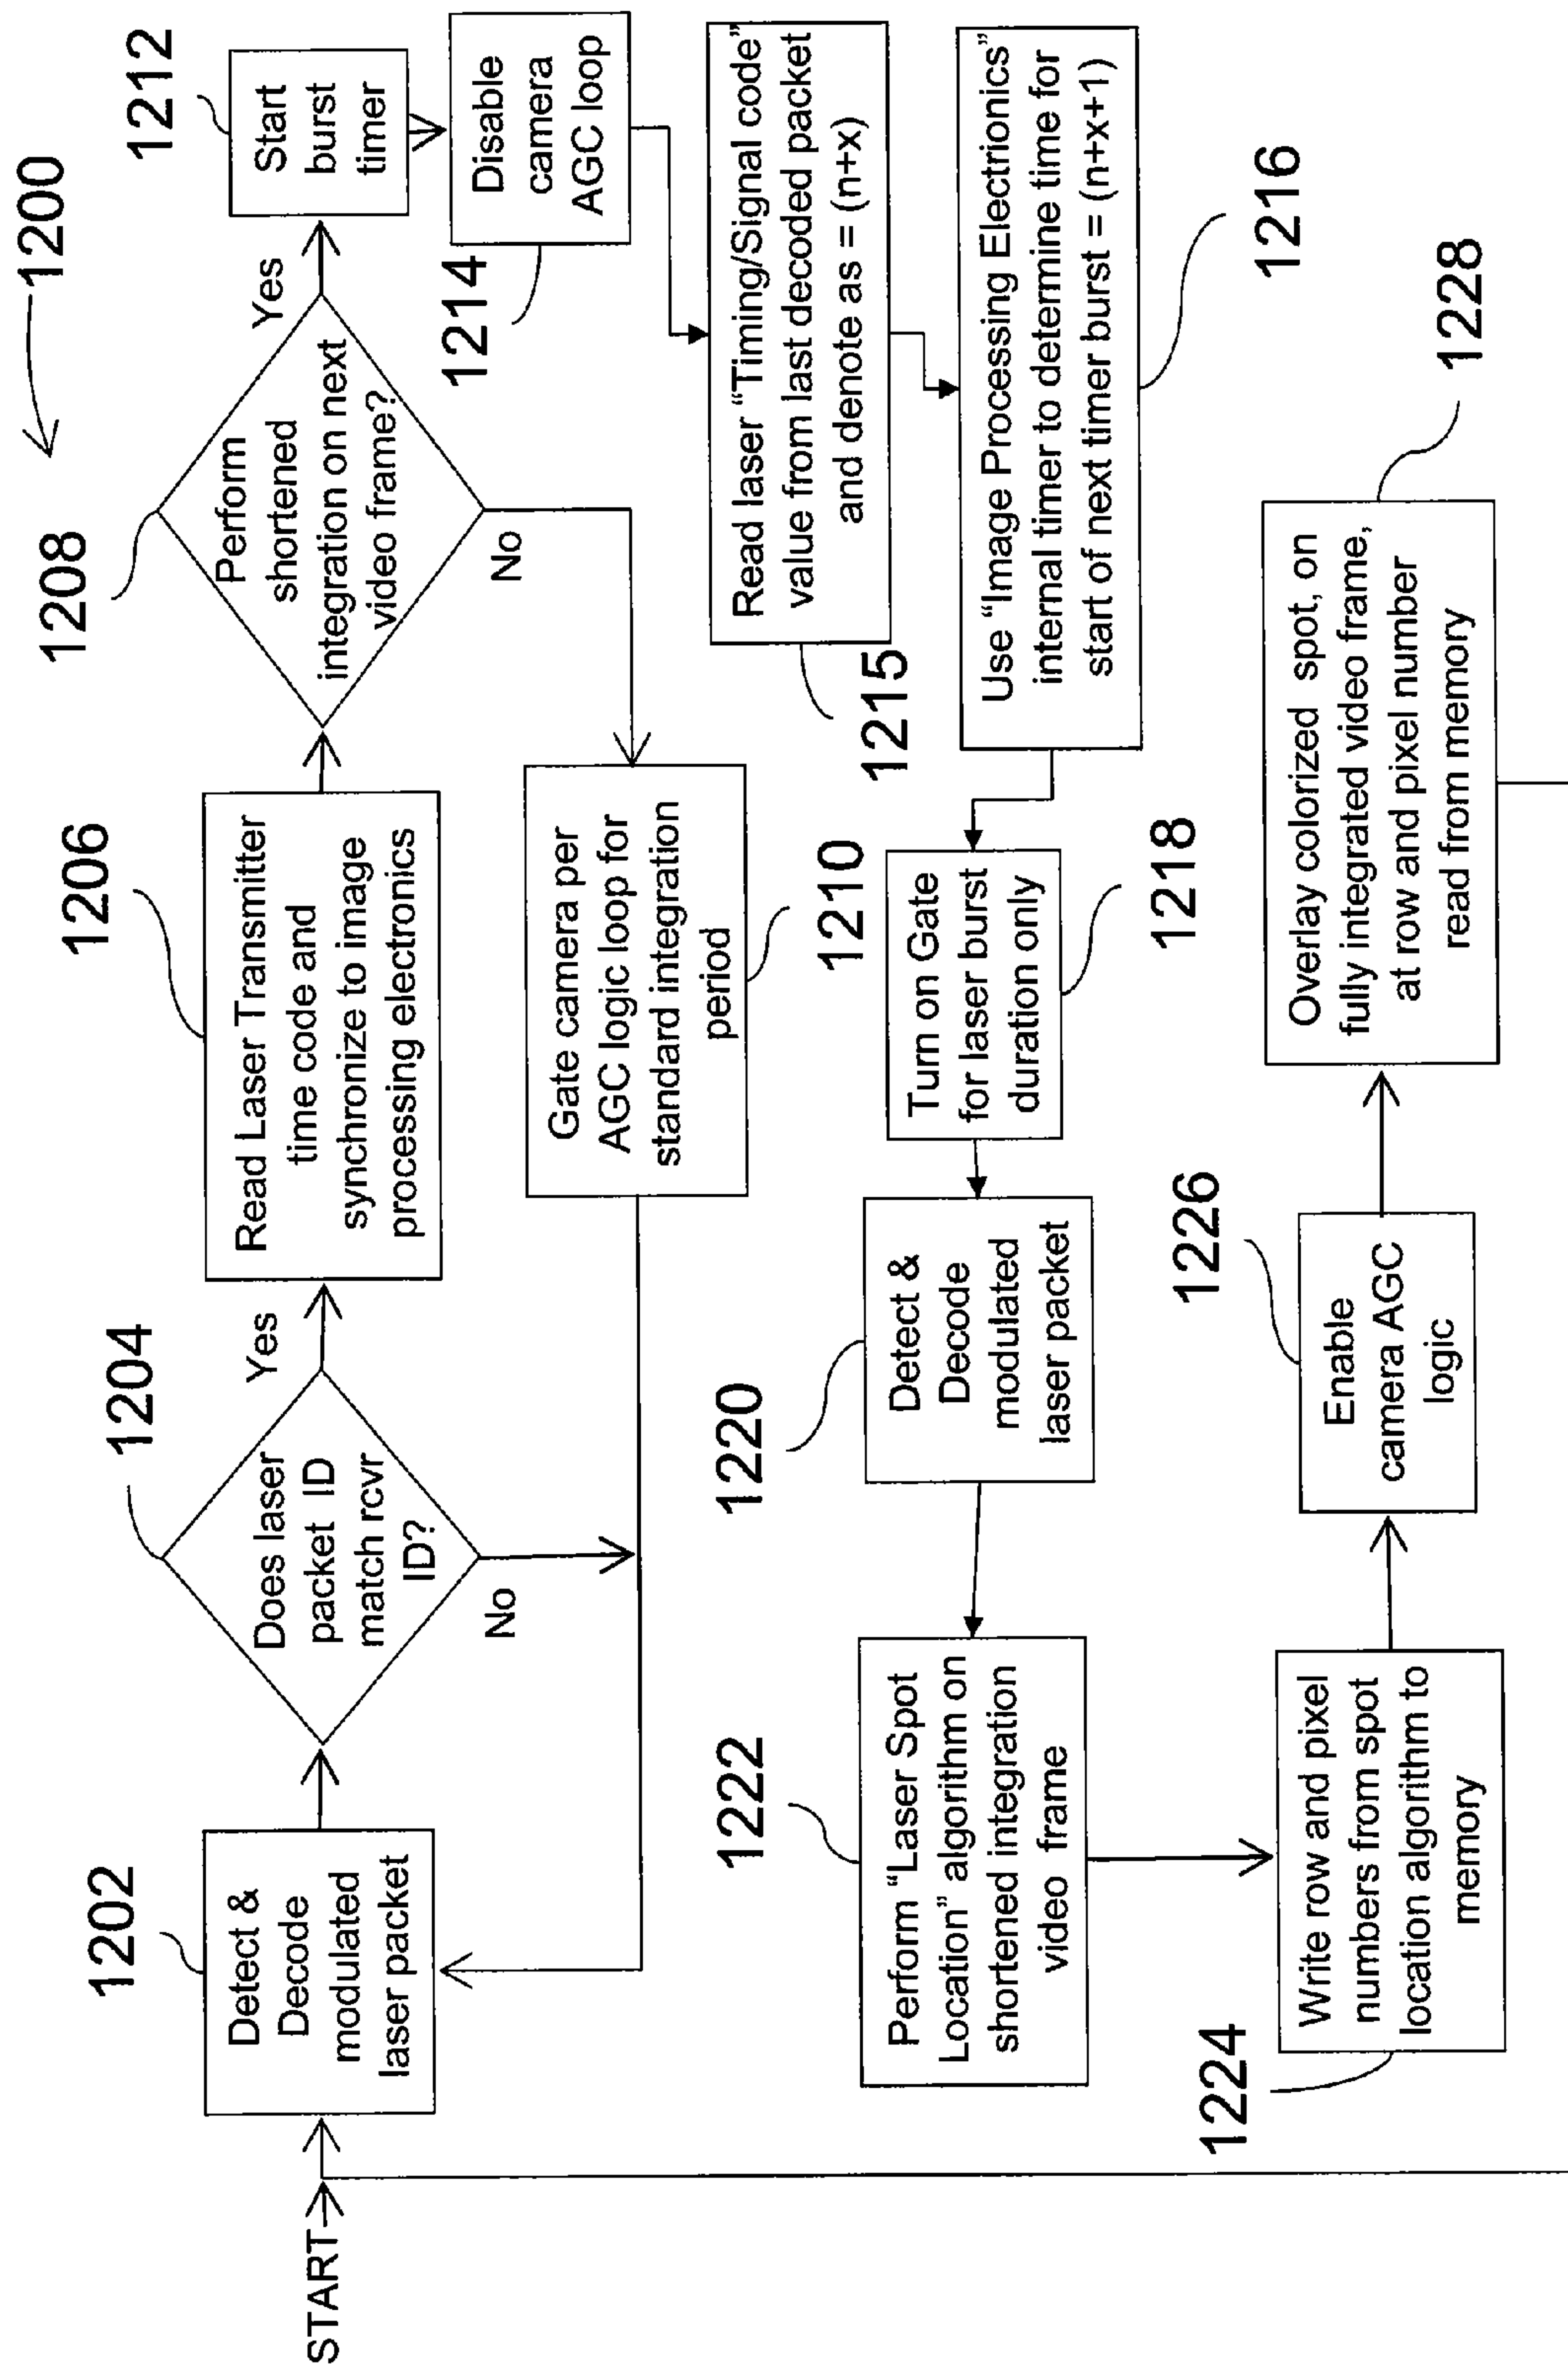 1200
START
1202
Detect &
Decode
modulated
laser packet
1204
Does laser
packet ID
match rcvr
ID?
Yes
No
1206
Read Laser Transmitter
time code and
synchronize to image
processing electronics
1208
Perform
shortened
integration on next
video frame?
Yes
No
1210
Gate camera per
AGC logic loop for
standard integration
period
1212
Start
burst
timer
1214
Disable
camera
AGC loop
1215
Read laser “Timing/Signal code”
value from last decoded packet
and denote as = (n+x)
1216
Use “Image Processing Electrionics”
internal timer to determine time for
start of next timer burst = (n+x+1)
1218
Turn on Gate
for laser burst
duration only
1220
Detect &
Decode
modulated
laser packet
1222
Perform “Laser Spot
Location” algorithm on
shortened integration
video frame
1224
Write row and pixel
numbers from spot
location algorithm to
memory
1226
Enable
camera AGC
logic
1228
Overlay colorized spot, on
fully integrated video frame,
at row and pixel number
read from memory